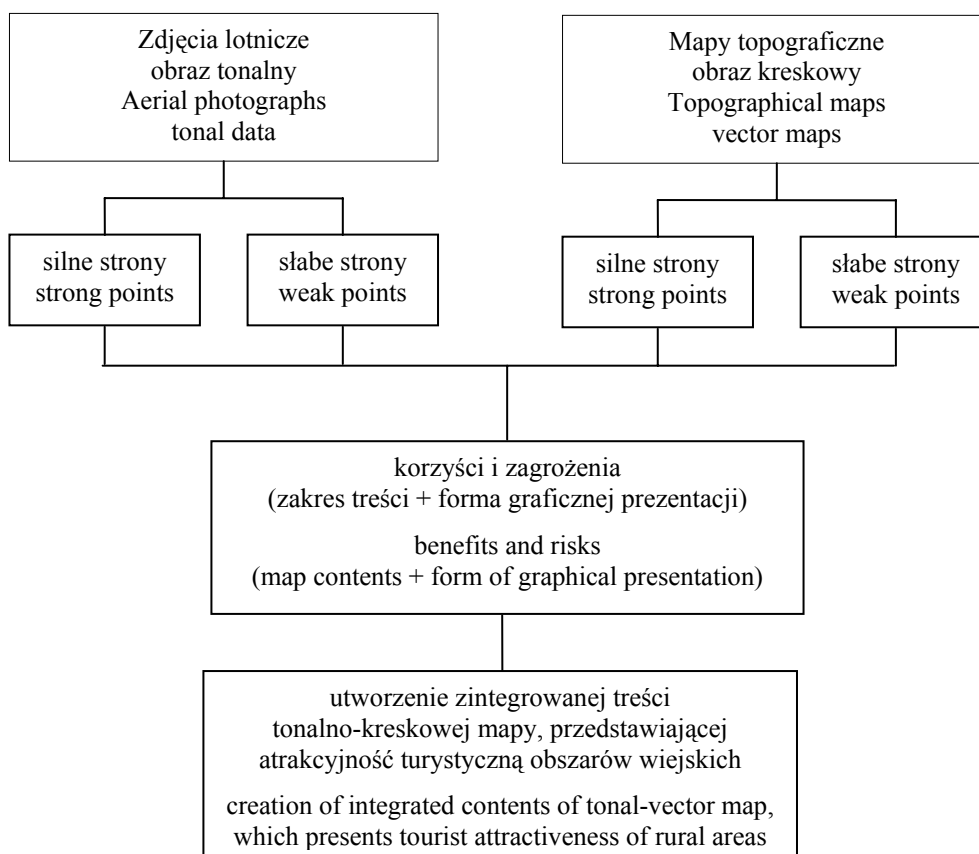 Zdjęcia lotnicze
obraz tonalny
Aerial photographs
tonal data
Mapy topograficzne
obraz kreskowy
Topographical maps
vector maps
silne strony
strong points
słabe strony
weak points
silne strony
strong points
słabe strony
weak points
korzyści i zagrożenia
(zakres treści + forma graficznej prezentacji)
benefits and risks
(map contents + form of graphical presentation)
utworzenie zintegrowanej treści
tonalno-kreskowej mapy, przedstawiającej
atrakcyjność turystyczną obszarów wiejskich
creation of integrated contents of tonal-vector map,
which presents tourist attractiveness of rural areas